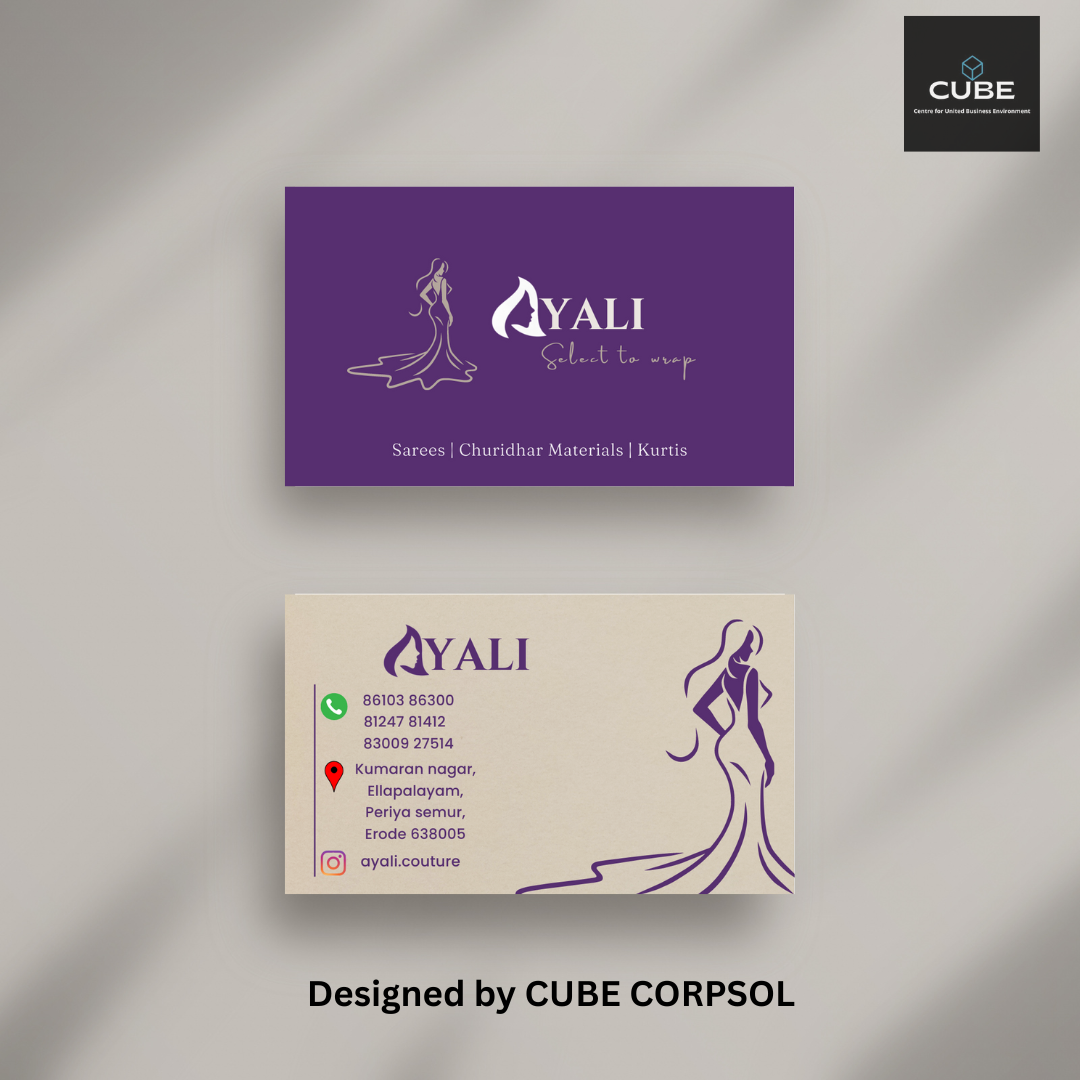 CUBE
Centre for United Business Environment
AYALI
Select to wrap
Sarees | Churidhar Materials | Kurtis
AYALI
86103 86300
81247 81412
83009 27514
Kumaran nagar,
Ellapalayam,
Periya semur,
Erode 638005
ayali.couture
Designed by CUBE CORPSOL